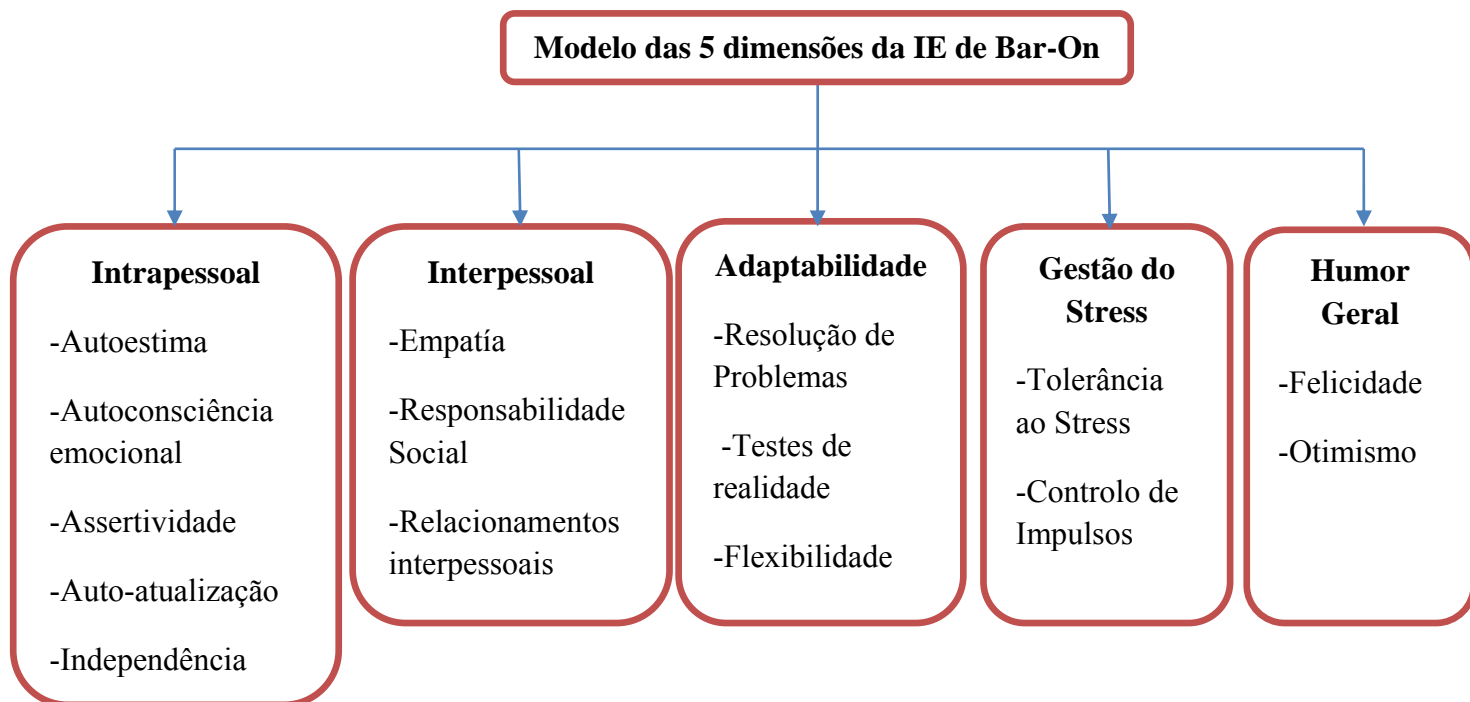 Modelo das 5 dimensões da IE de Bar-On
Intrapessoal
-Autoestima
-Autoconsciência
emocional
-Assertividade
-Auto-atualização
-Independência
Interpessoal
-Empatía
-Responsabilidade
Social
-Relacionamentos
interpessoais
Adaptabilidade
-Resolução de
Problemas
-Testes de
realidade
-Flexibilidade
Gestão do
Stress
-Tolerância
ao Stress
-Controlo de
Impulsos
Humor
Geral
-Felicidade
-Otimismo